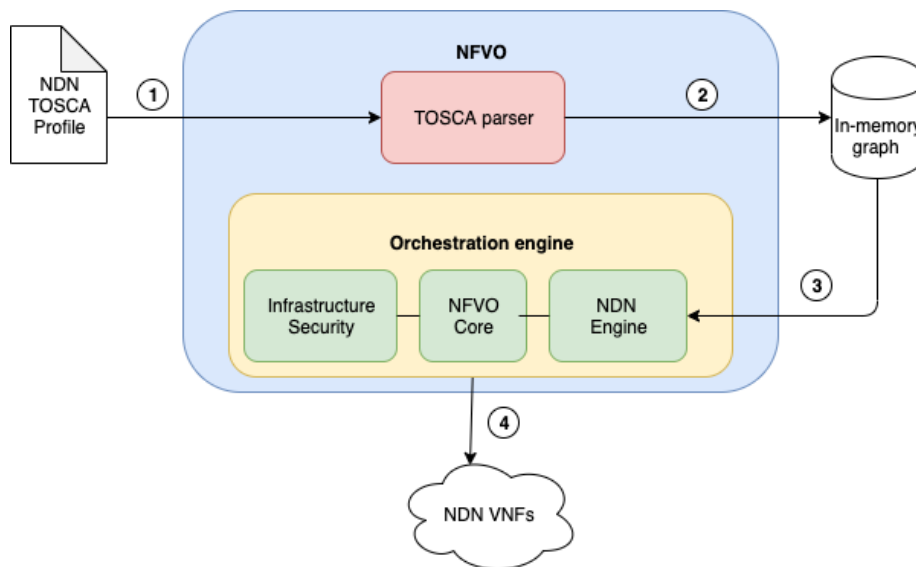 NFVO
NDN
TOSCA
Profile
1
TOSCA parser
2
In-memory
graph
Orchestration engine
Infrastructure
Security
NFVO
Core
NDN
Engine
3
4
NDN VNFs